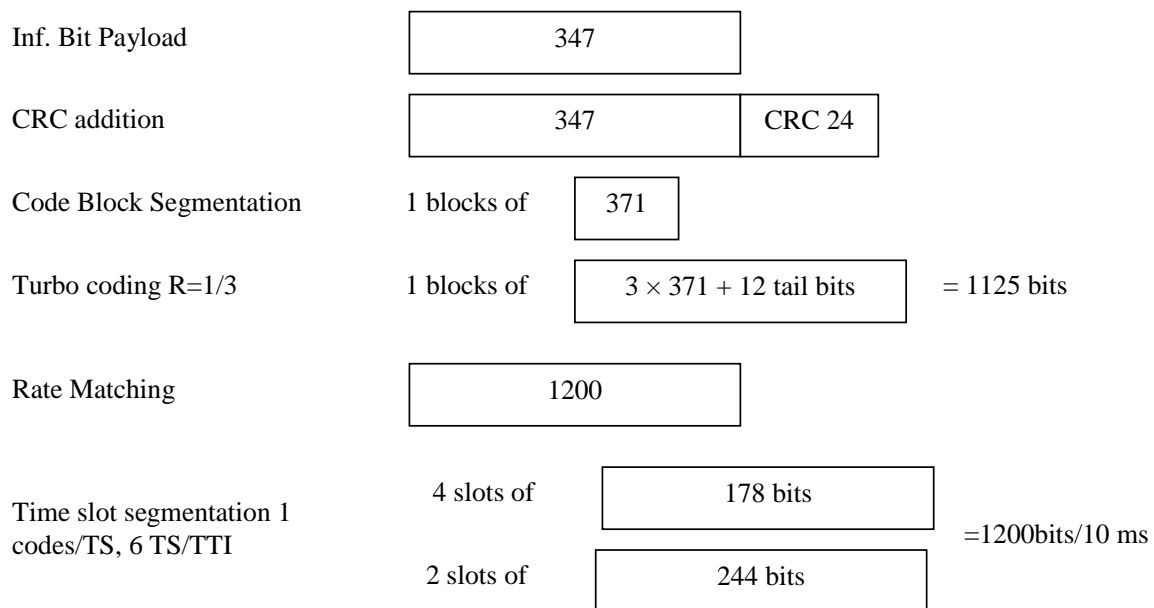 Inf. Bit Payload
347
CRC addition
347
CRC 24
Code Block Segmentation
1 blocks of
371
Turbo coding R=1/3
1 blocks of
3 × 371 + 12 tail bits
= 1125 bits
Rate Matching
1200
Time slot segmentation 1
codes/TS, 6 TS/TTI
4 slots of
178 bits
2 slots of
244 bits
=1200bits/10 ms